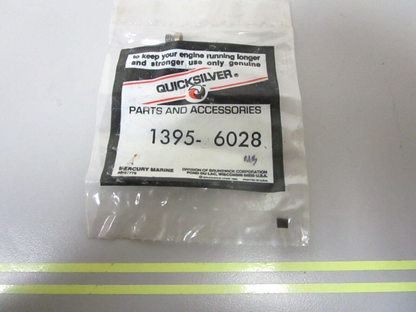 to keep your engine running longer
and stronger use only genuine
QUICKSILVER®
PARTS AND ACCESSORIES
1395- 6028
MERCURY MARINE
DIVISION OF BRUNSWICK CORPORATION
FOND DU LAC, WISCONSIN 54935 U.S.A.